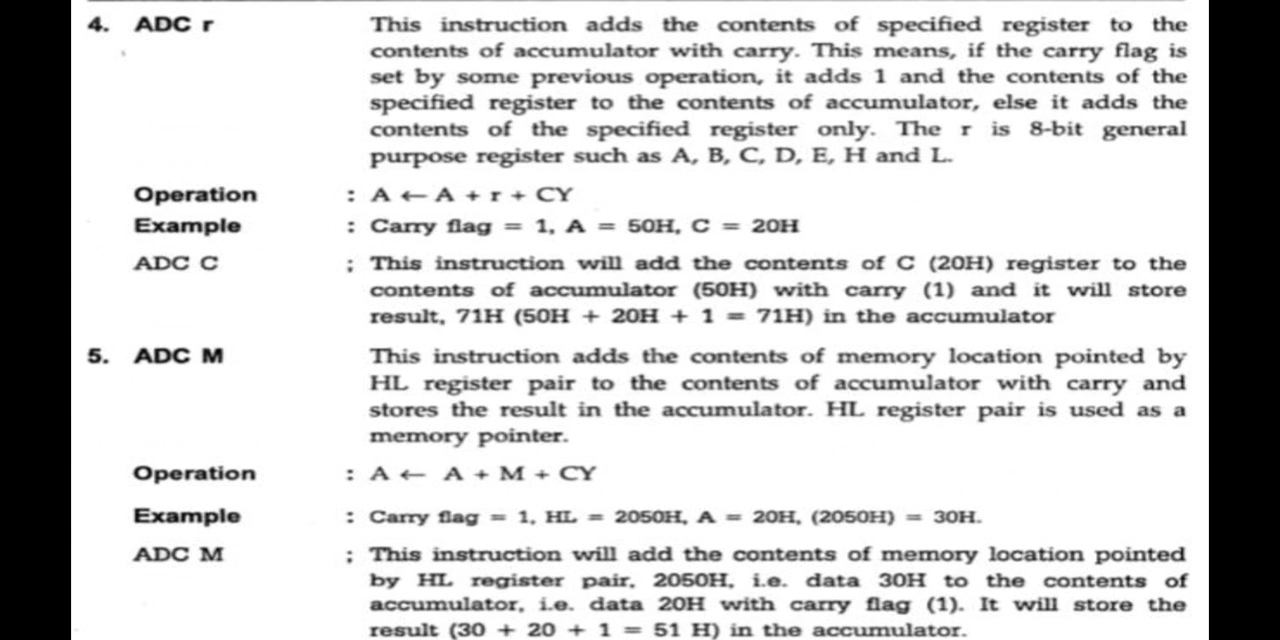 4. ADC r This instruction adds the contents of specified register to the
contents of accumulator with carry. This means, if the carry flag is
set by some previous operation, it adds 1 and the contents of the
specified register to the contents of accumulator, else it adds the
contents of the specified register only. The r is 8-bit general
purpose register such as A, B, C, D, E, H and L.
Operation : A ← A + r + CY
Example : Carry flag = 1, A = 50H, C = 20H
ADC C ; This instruction will add the contents of C (20H) register to the
contents of accumulator (50H) with carry (1) and it will store
result, 71H (50H + 20H + 1 = 71H) in the accumulator
5. ADC M This instruction adds the contents of memory location pointed by
HL register pair to the contents of accumulator with carry and
stores the result in the accumulator. HL register pair is used as a
memory pointer.
Operation : A ← A + M + CY
Example : Carry flag = 1, HL = 2050H, A = 20H, (2050H) = 30H.
ADC M ; This instruction will add the contents of memory location pointed
by HL register pair, 2050H, i.e. data 30H to the contents of
accumulator, i.e. data 20H with carry flag (1). It will store the
result (30 + 20 + 1 = 51 H) in the accumulator.